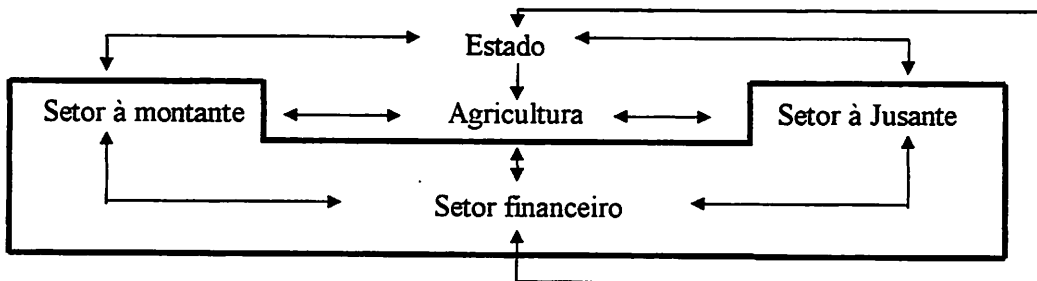 Estado
Setor à montante
Agricultura
Setor à Jusante
Setor financeiro